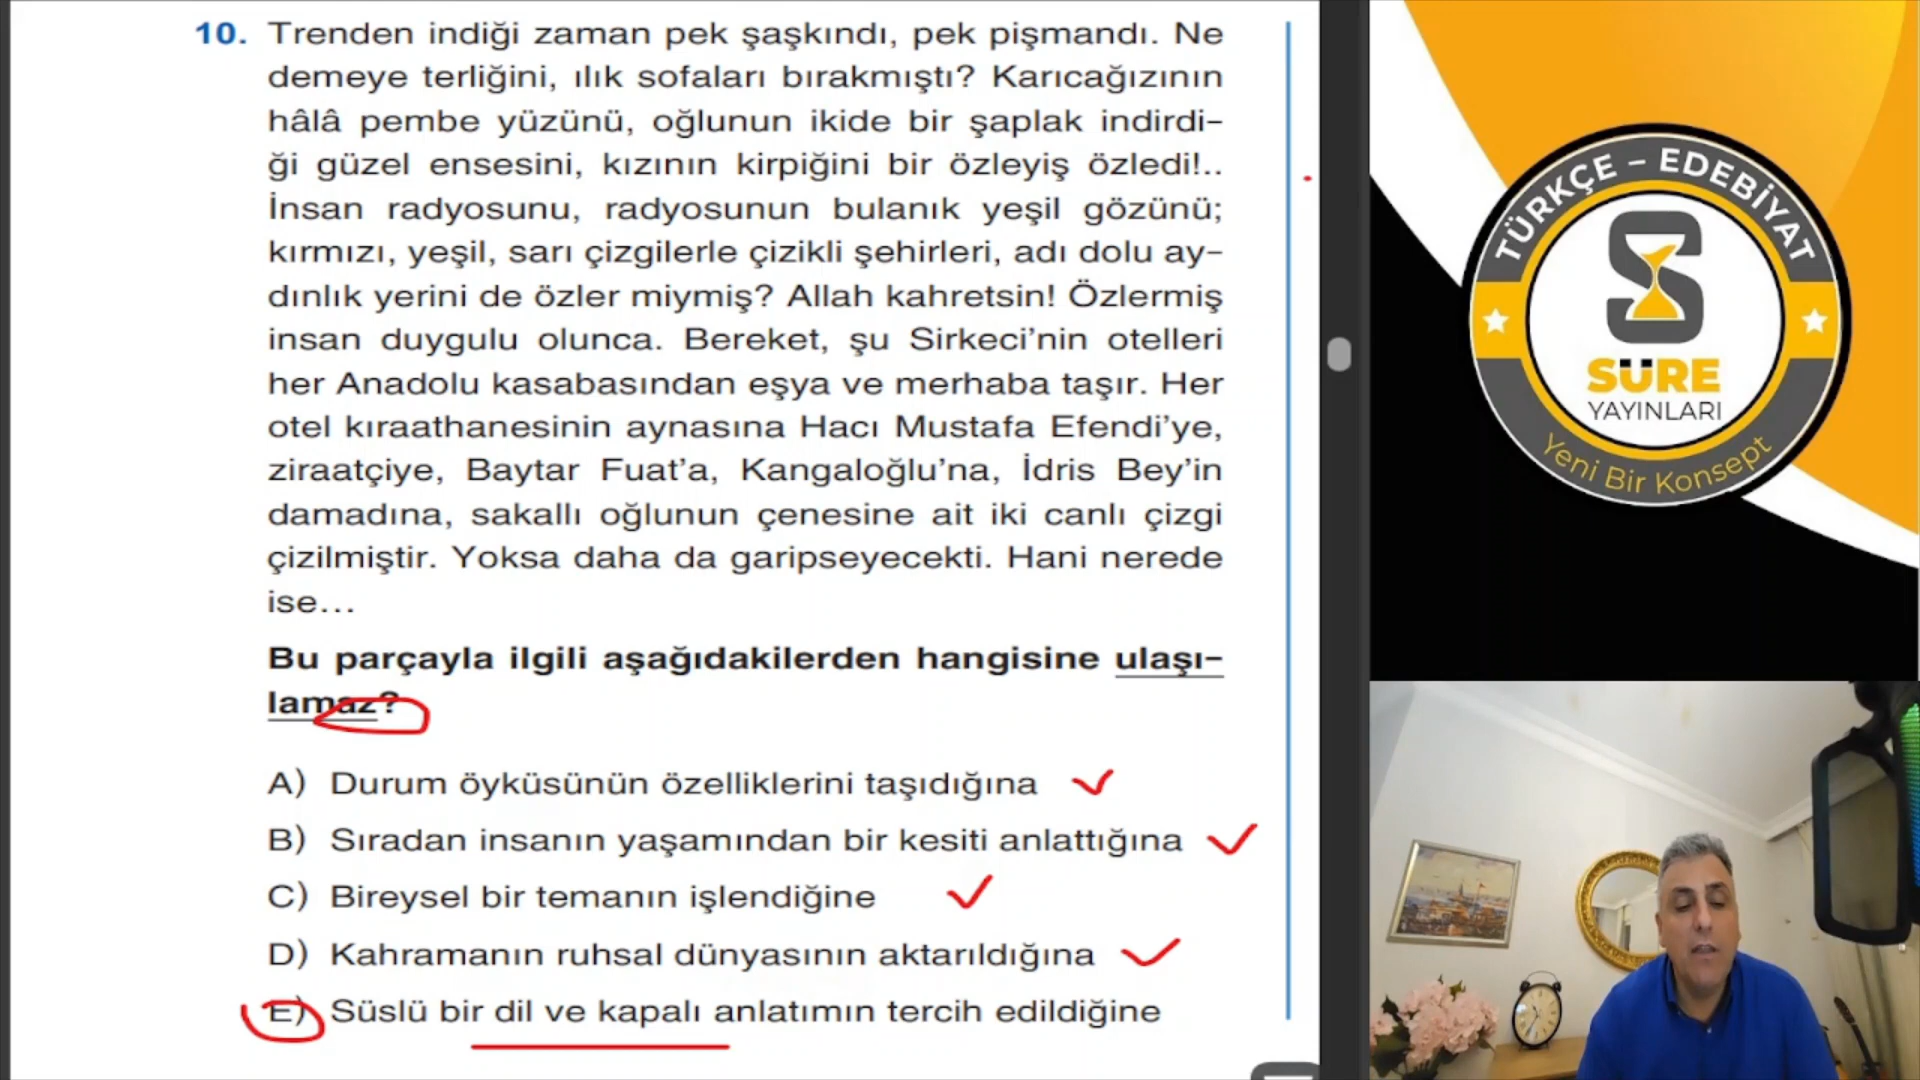 10. Trenden indiği zaman pek şaşkındı, pek pişmandı. Ne
demeye terliğini, ılık sofaları bırakmıştı? Karıcağızının
hâlâ pembe yüzünü, oğlunun ikide bir şaplak indirdi-
ği güzel ensesini, kızının kirpiğini bir özleyiş özledi!..
İnsan radyosunu, radyosunun bulanık yeşil gözünü;
kırmızı, yeşil, sarı çizgilerle çizikli şehirleri, adı dolu ay-
dınlık yerini de özler miymiş? Allah kahretsin! Özlermiş
insan duygulu olunca. Bereket, şu Sirkeci'nin otelleri
her Anadolu kasabasından eşya ve merhaba taşır. Her
otel kıraathanesinin aynasına Hacı Mustafa Efendi'ye,
ziraatçiye, Baytar Fuat'a, Kangaloğlu'na, İdris Bey'in
damadına, sakallı oğlunun çenesine ait iki canlı çizgi
çizilmiştir. Yoksa daha da garipseyecekti. Hani nerede
ise...
Bu parçayla ilgili aşağıdakilerden hangisine ulaşı-
lamaz?
A) Durum öyküsünün özelliklerini taşıdığına
B) Sıradan insanın yaşamından bir kesiti anlattığına
C) Bireysel bir temanın işlendiğine
D) Kahramanın ruhsal dünyasının aktarıldığına
E) Süslü bir dil ve kapalı anlatımın tercih edildiğine
TÜRKÇE – EDEBİYAT
SÜRE
YAYINLARI
Yeni Bir Konsept